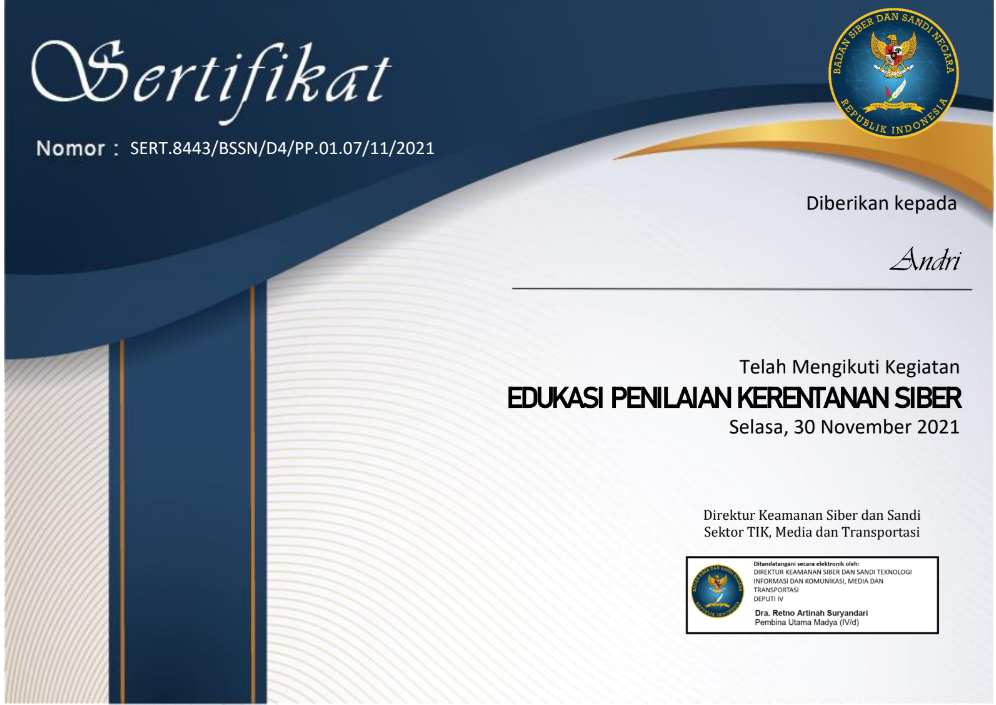 Sertifikat
Nomor : SERT.8443/BSSN/D4/PP.01.07/11/2021
BADAN SIBER DAN SANDI NEGARA
REPUBLIK INDONESIA
Diberikan kepada
Andri
Telah Mengikuti Kegiatan
EDUKASI PENILAIAN KERENTANAN SIBER
Selasa, 30 November 2021
Direktur Keamanan Siber dan Sandi
Sektor TIK, Media dan Transportasi
Ditandatangani secara elektronik oleh:
DIREKTUR KEAMANAN SIBER DAN SANDI TEKNOLOGI
INFORMASI DAN KOMUNIKASI, MEDIA DAN
TRANSPORTASI
DEPUTI IV
Dra. Retno Artinah Suryandari
Pembina Utama Madya (IV/d)